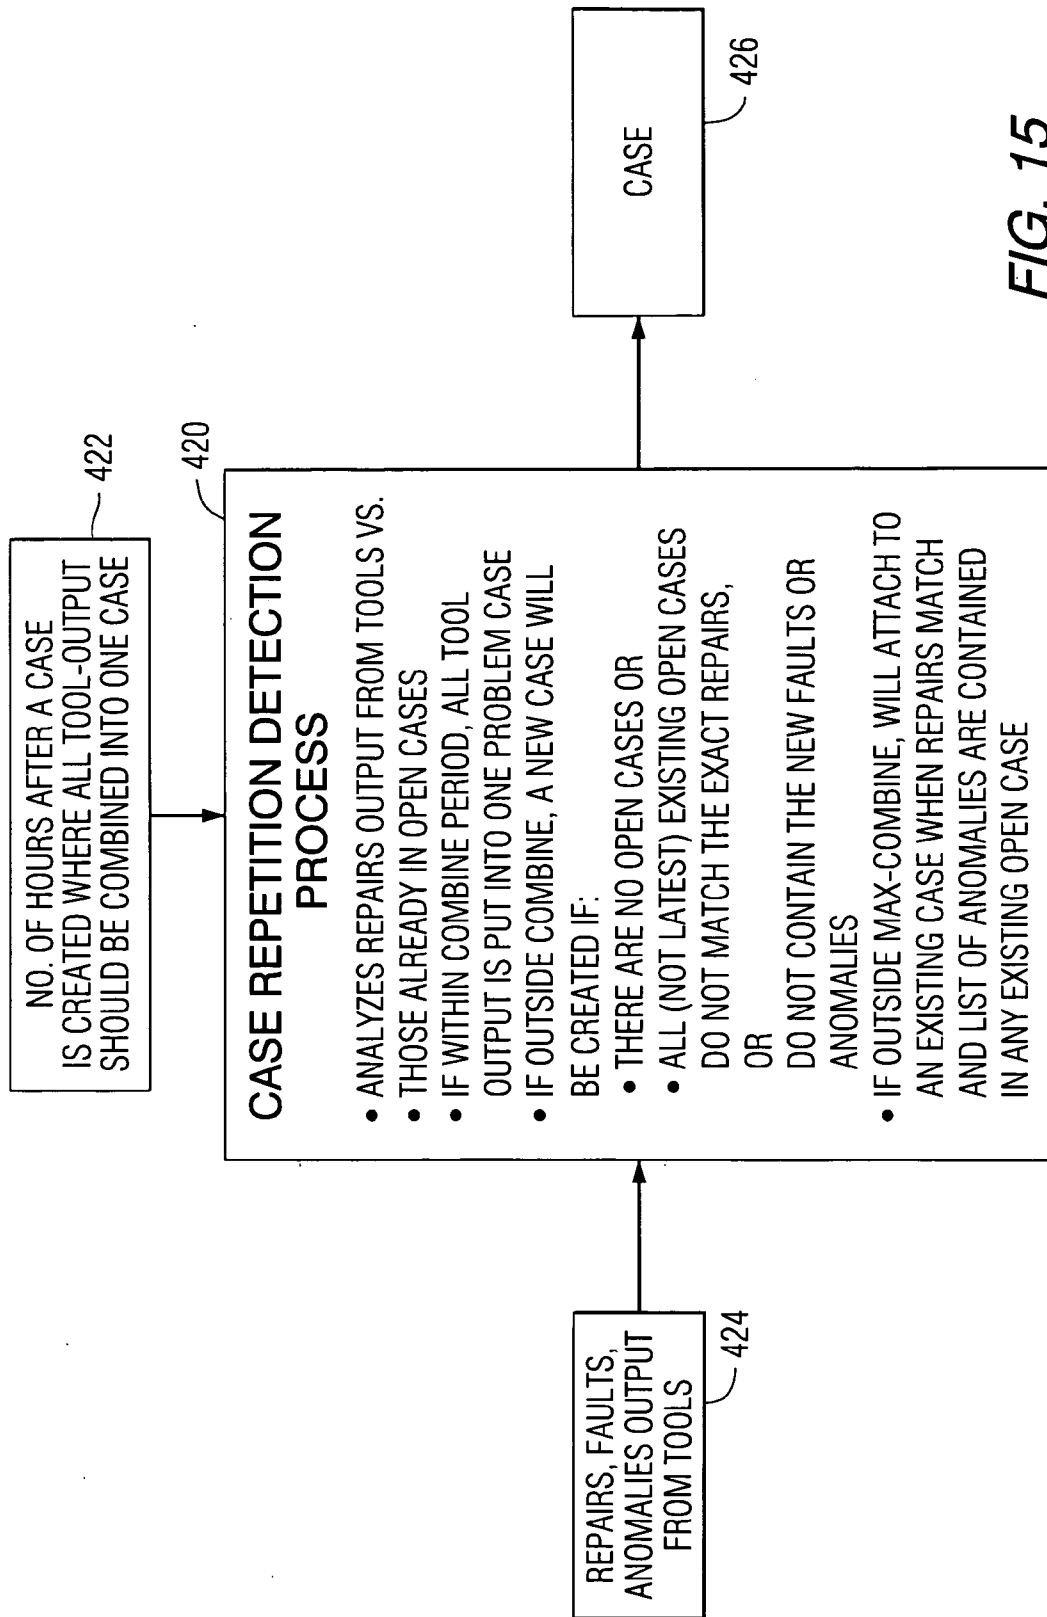 NO. OF HOURS AFTER A CASE
IS CREATED WHERE ALL TOOL-OUTPUT
SHOULD BE COMBINED INTO ONE CASE
422
420
CASE REPETITION DETECTION
PROCESS
• ANALYZES REPAIRS OUTPUT FROM TOOLS VS.
• THOSE ALREADY IN OPEN CASES
• IF WITHIN COMBINE PERIOD, ALL TOOL
OUTPUT IS PUT INTO ONE PROBLEM CASE
• IF OUTSIDE COMBINE, A NEW CASE WILL
BE CREATED IF:
• THERE ARE NO OPEN CASES OR
• ALL (NOT LATEST) EXISTING OPEN CASES
DO NOT MATCH THE EXACT REPAIRS,
OR
DO NOT CONTAIN THE NEW FAULTS OR
ANOMALIES
• IF OUTSIDE MAX-COMBINE, WILL ATTACH TO
AN EXISTING CASE WHEN REPAIRS MATCH
AND LIST OF ANOMALIES ARE CONTAINED
IN ANY EXISTING OPEN CASE
REPAIRS, FAULTS,
ANOMALIES OUTPUT
FROM TOOLS
424
CASE
426
FIG. 15